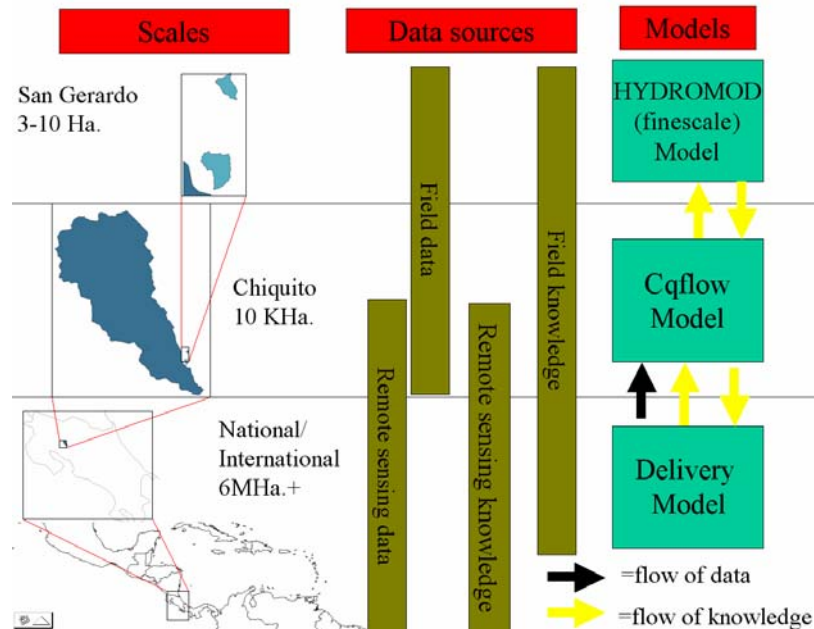 Scales
Data sources
Models
San Gerardo
3-10 Ha.
HYDROMOD
(finescale)
Model
Field data
Field knowledge
Chiquito
10 KHa.
Cqflow
Model
Remote sensing data
Remote sensing knowledge
National/
International
6MHa.+
Delivery
Model
=flow of data
=flow of knowledge